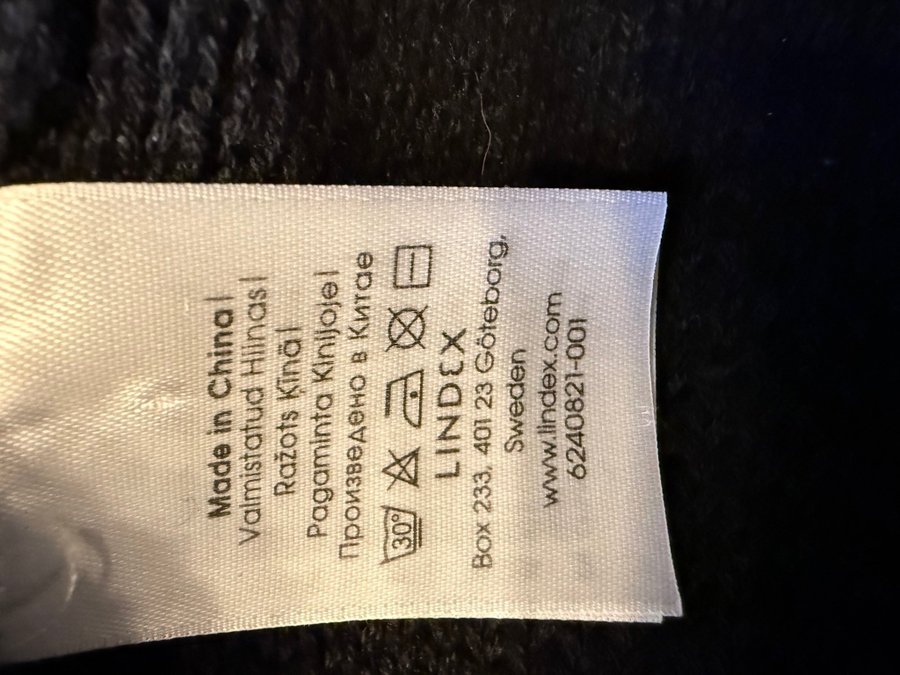 Made in China |
Valmistatud Hiinas |
Ražots Ķīnā |
Pagaminta Kinijoje |
Произведено в Китае
30°
LINDEX
Box 233, 401 23 Göteborg,
Sweden
www.lindex.com
6240821-001